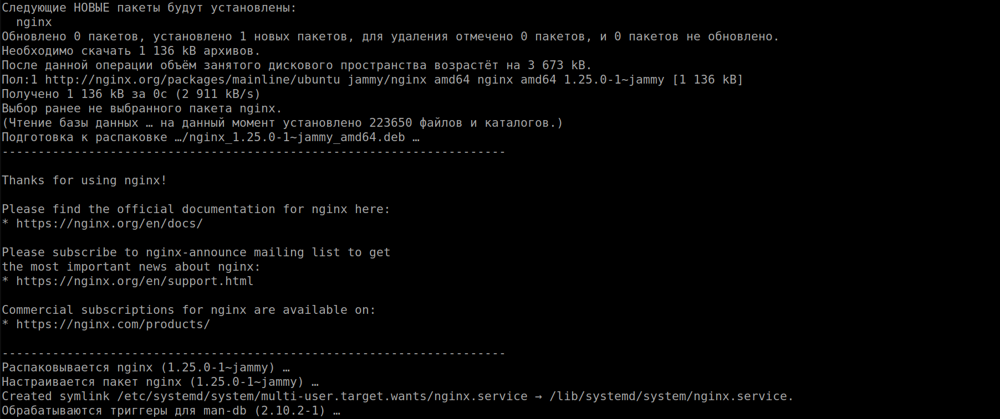 Следующие НОВЫЕ пакеты будут установлены:
  nginx
Обновлено 0 пакетов, установлено 1 новых пакетов, для удаления отмечено 0 пакетов, и 0 пакетов не обновлено.
Необходимо скачать 1 136 kB архивов.
После данной операции объём занятого дискового пространства возрастёт на 3 673 kB.
Пол:1 http://nginx.org/packages/mainline/ubuntu jammy/nginx amd64 nginx amd64 1.25.0-1~jammy [1 136 kB]
Получено 1 136 kB за 0с (2 911 kB/s)
Выбор ранее не выбранного пакета nginx.
(Чтение базы данных … на данный момент установлено 223650 файлов и каталогов.)
Подготовка к распаковке …/nginx_1.25.0-1~jammy_amd64.deb …
----------------------------------------------------------------------
Thanks for using nginx!
Please find the official documentation for nginx here:
* https://nginx.org/en/docs/
Please subscribe to nginx-announce mailing list to get
the most important news about nginx:
* https://nginx.org/en/support.html
Commercial subscriptions for nginx are available on:
* https://nginx.com/products/
----------------------------------------------------------------------
Распаковывается nginx (1.25.0-1~jammy) …
Настраивается пакет nginx (1.25.0-1~jammy) …
Created symlink /etc/systemd/system/multi-user.target.wants/nginx.service → /lib/systemd/system/nginx.service.
Обрабатываются триггеры для man-db (2.10.2-1) …